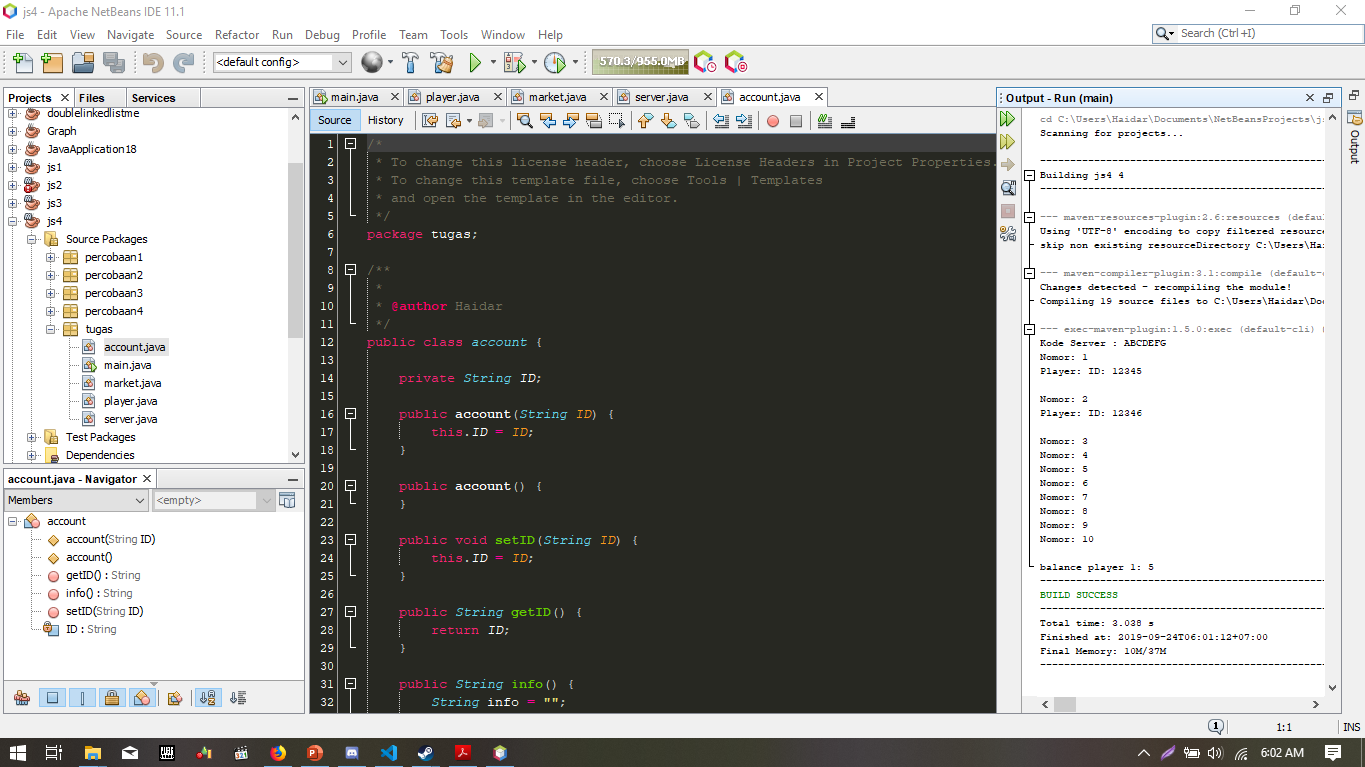 js4 - Apache NetBeans IDE 11.1
File Edit View Navigate Source Refactor Run Debug Profile Team Tools Window Help
Search (Ctrl+I)
<default config>
570.3/955.0MB
Projects Files Services
doublelinkedlistme
Graph
JavaApplication18
js1
js2
js3
js4
Source Packages
percobaan1
percobaan2
percobaan3
percobaan4
tugas
account.java
main.java
market.java
player.java
server.java
Test Packages
Dependencies
account.java - Navigator
Members
<empty>
account
account(String ID)
account()
getID() : String
info() : String
setID(String ID)
ID : String
main.java player.java market.java server.java account.java
Source History
1 /*
2 * To change this license header, choose License Headers in Project Properties.
3 * To change this template file, choose Tools | Templates
4 * and open the template in the editor.
5 */
6 package tugas;
7
8 /**
9 *
10 * @author Haidar
11 */
12 public class account {
13
14 private String ID;
15
16 public account(String ID) {
17 this.ID = ID;
18 }
19
20 public account() {
21 }
22
23 public void setID(String ID) {
24 this.ID = ID;
25 }
26
27 public String getID() {
28 return ID;
29 }
30
31 public String info() {
32 String info = "";
Output - Run (main)
cd C:\Users\Haidar\Documents\NetBeansProjects\js
Scanning for projects...
Building js4 4
--- maven-resources-plugin:2.6:resources (defau
Using 'UTF-8' encoding to copy filtered resource
skip non existing resourceDirectory C:\Users\Hai
--- maven-compiler-plugin:3.1:compile (default-c
Changes detected - recompiling the module!
Compiling 19 source files to C:\Users\Haidar\Doc
--- exec-maven-plugin:1.5.0:exec (default-cli)
Kode Server : ABCDEFG
Nomor: 1
Player: ID: 12345
Nomor: 2
Player: ID: 12346
Nomor: 3
Nomor: 4
Nomor: 5
Nomor: 6
Nomor: 7
Nomor: 8
Nomor: 9
Nomor: 10
balance player 1: 5
BUILD SUCCESS
Total time: 3.038 s
Finished at: 2019-09-24T06:01:12+07:00
Final Memory: 10M/37M
Output
1 1:1 INS
6:02 AM